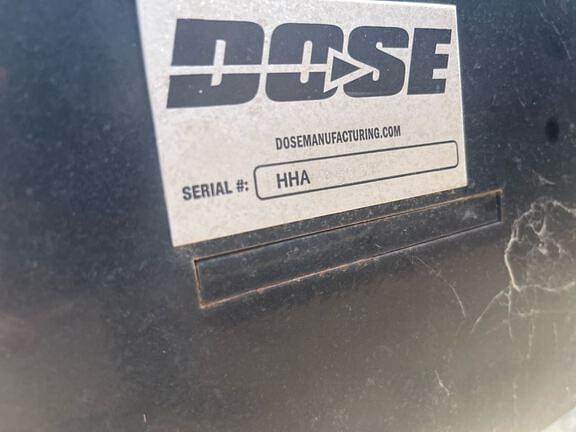 DOSE
DOSEMANUFACTURING.COM
SERIAL #: HHA